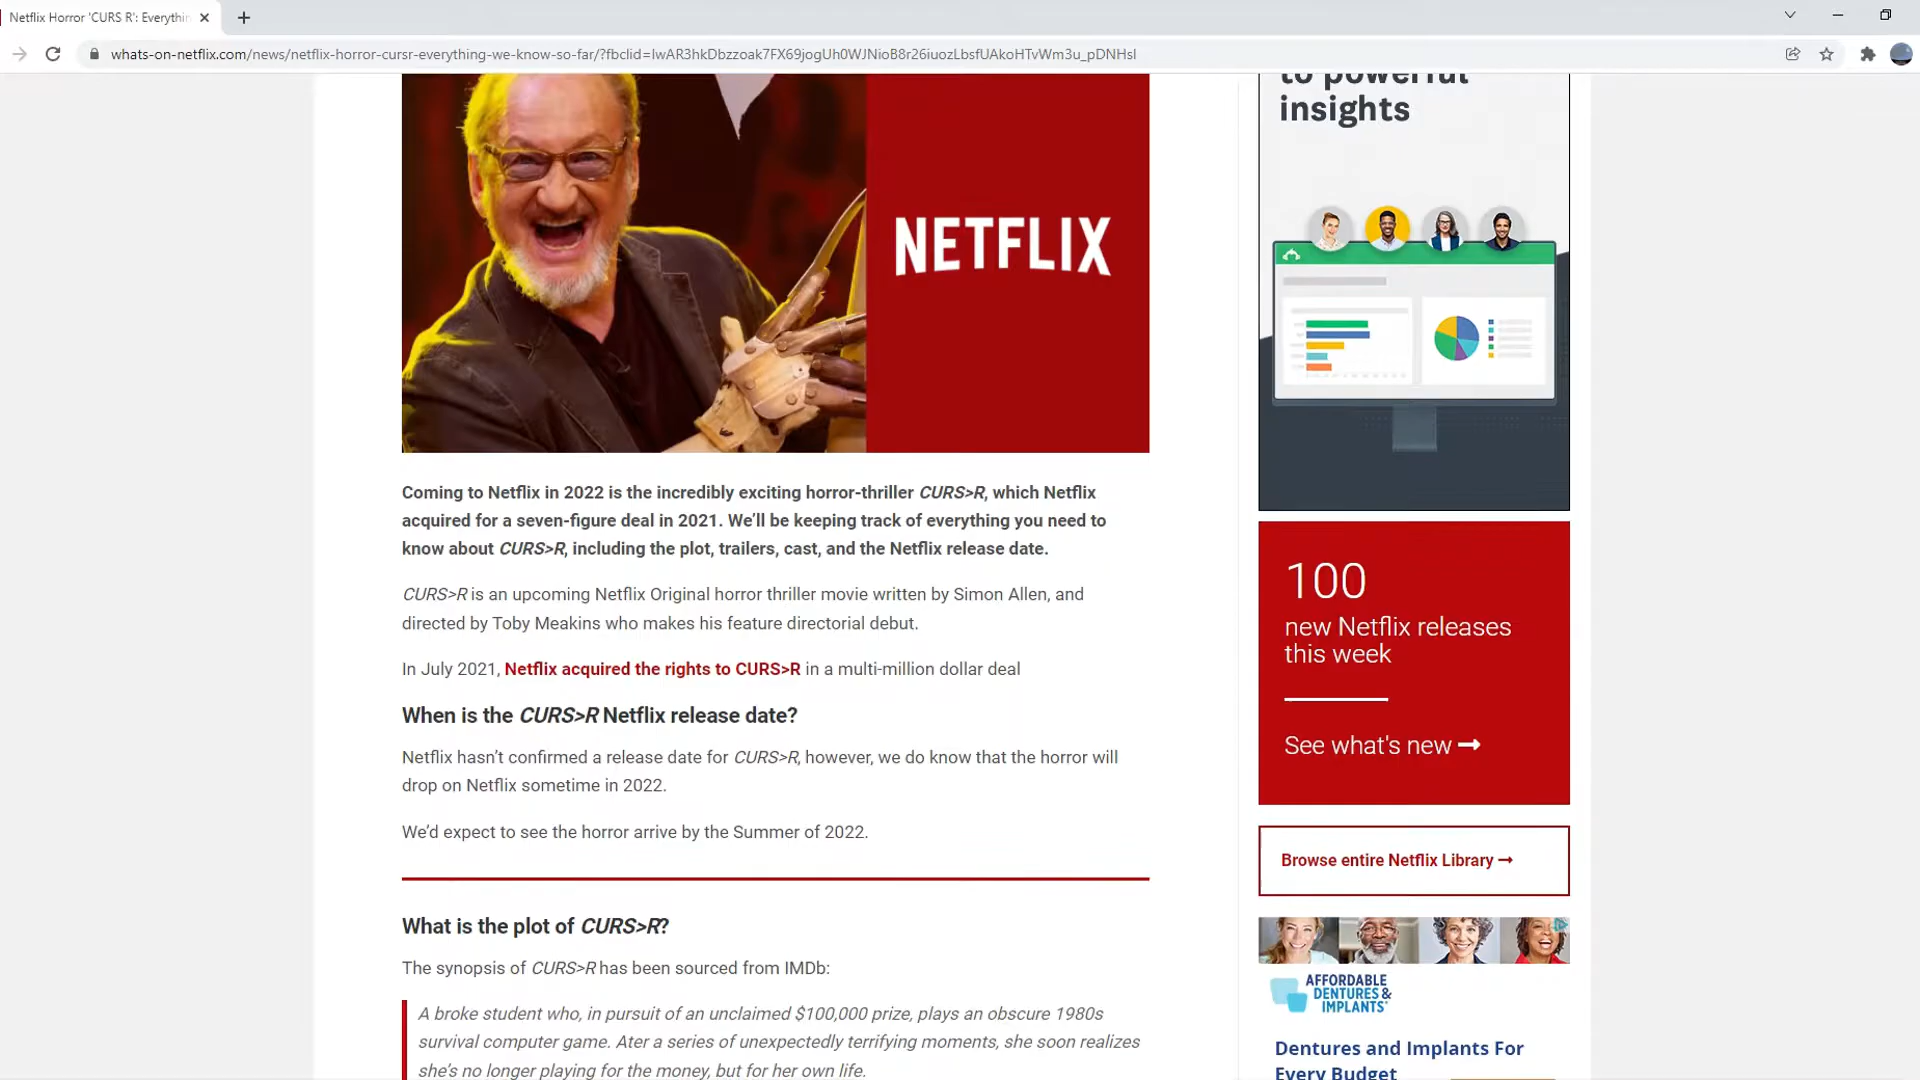 Netflix Horror 'CURS R': Everythin
whats-on-netflix.com/news/netflix-horror-cursr-everything-we-know-so-far/?fbclid=IwAR3hkDbzzoak7FX69jogUh0WJNioB8r26iuozLbsfUAkoHTvWm3u_pDNHsI
NETFLIX
Coming to Netflix in 2022 is the incredibly exciting horror-thriller CURS>R, which Netflix
acquired for a seven-figure deal in 2021. We'll be keeping track of everything you need to
know about CURS>R, including the plot, trailers, cast, and the Netflix release date.
CURS>R is an upcoming Netflix Original horror thriller movie written by Simon Allen, and
directed by Toby Meakins who makes his feature directorial debut.
In July 2021, Netflix acquired the rights to CURS>R in a multi-million dollar deal
When is the CURS>R Netflix release date?
Netflix hasn't confirmed a release date for CURS>R, however, we do know that the horror will
drop on Netflix sometime in 2022.
We'd expect to see the horror arrive by the Summer of 2022.
What is the plot of CURS>R?
The synopsis of CURS>R has been sourced from IMDb:
A broke student who, in pursuit of an unclaimed $100,000 prize, plays an obscure 1980s
survival computer game. Ater a series of unexpectedly terrifying moments, she soon realizes
she's no longer playing for the money, but for her own life.
to powerful
insights
100
new Netflix releases
this week
See what's new →
Browse entire Netflix Library →
AFFORDABLE
DENTURES &
IMPLANTS
Dentures and Implants For
Every Budget